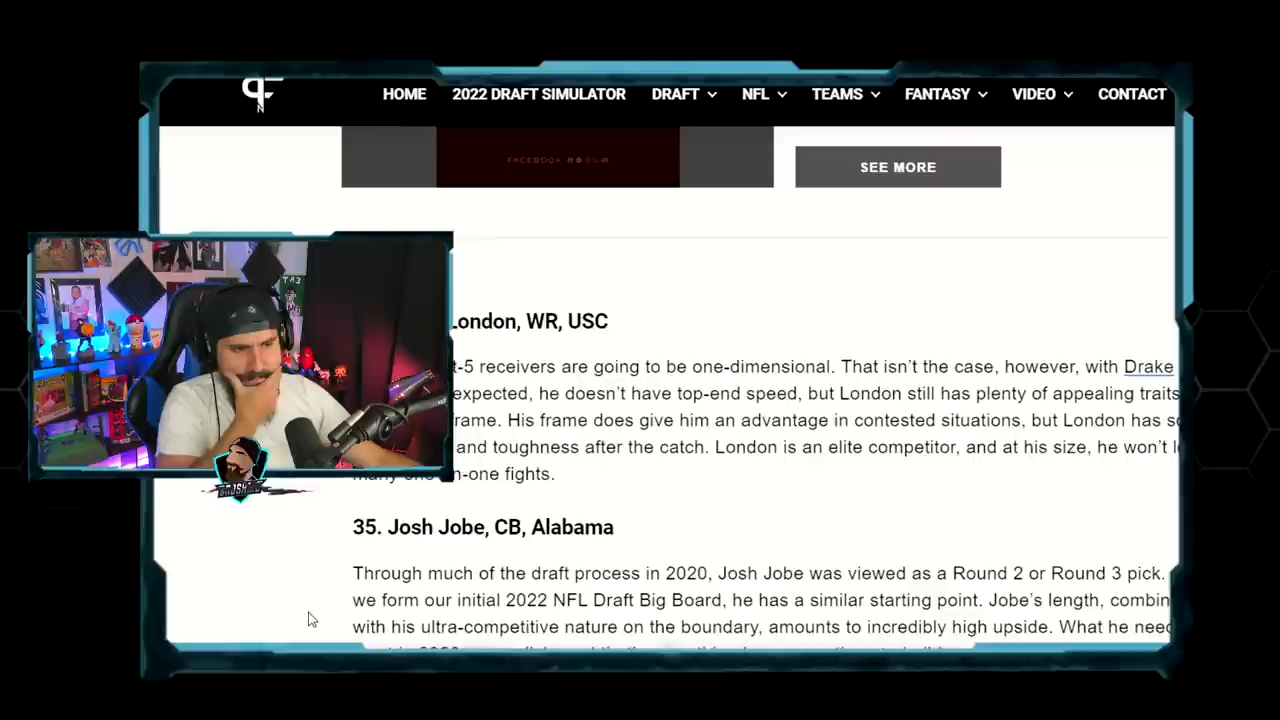 HOME 2022 DRAFT SIMULATOR DRAFT NFL TEAMS FANTASY VIDEO CONTACT
FACEBOOK
SEE MORE
London, WR, USC
t-5 receivers are going to be one-dimensional. That isn't the case, however, with Drake
expected, he doesn't have top-end speed, but London still has plenty of appealing traits
frame. His frame does give him an advantage in contested situations, but London has
and toughness after the catch. London is an elite competitor, and at his size, he won't
n-one fights.
35. Josh Jobe, CB, Alabama
Through much of the draft process in 2020, Josh Jobe was viewed as a Round 2 or Round 3 pick.
we form our initial 2022 NFL Draft Big Board, he has a similar starting point. Jobe's length, combin
with his ultra-competitive nature on the boundary, amounts to incredibly high upside. What he need